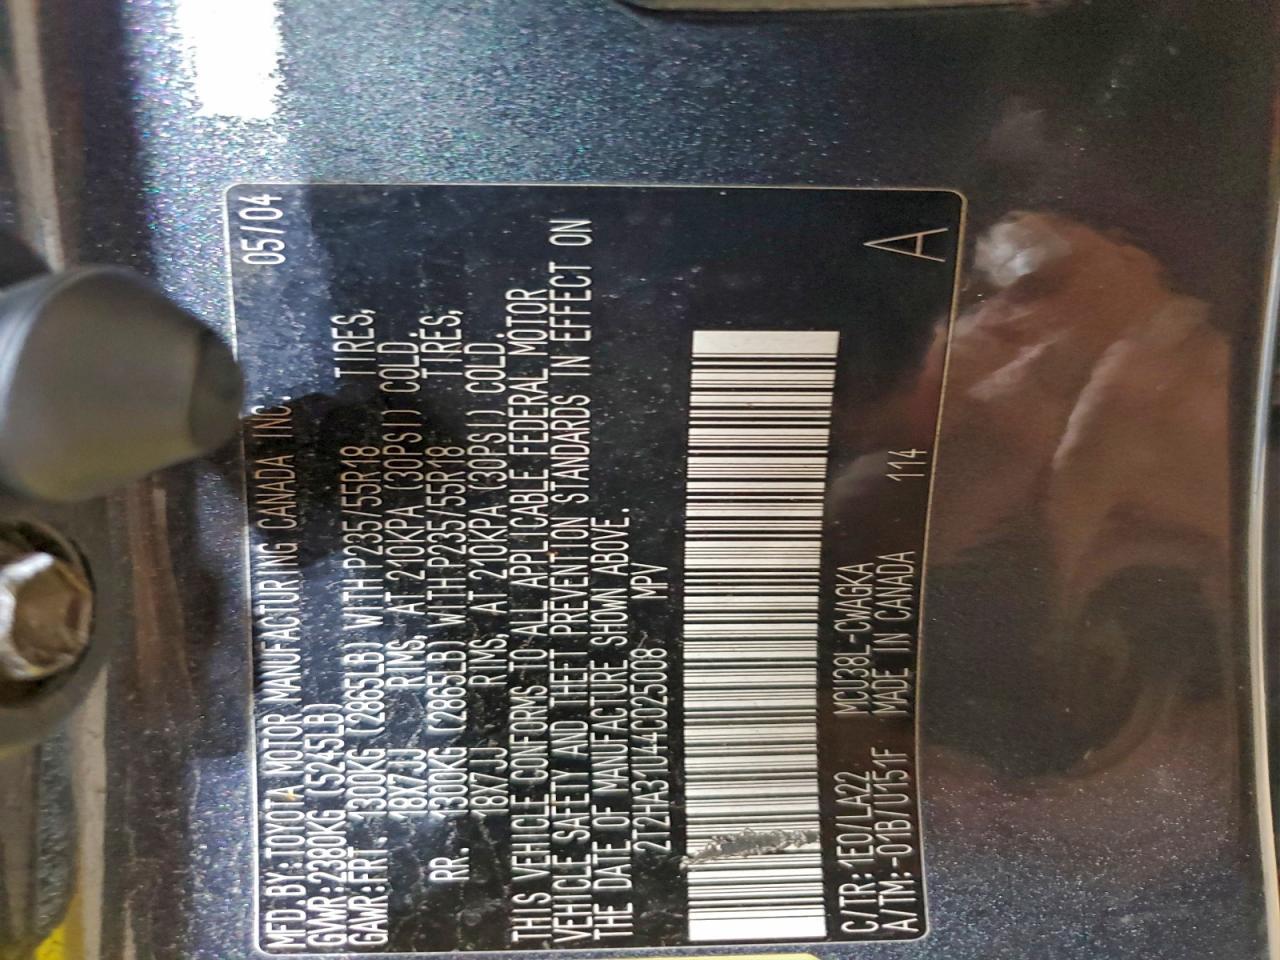 MFD.BY:TOYOTA MOTOR MANUFACTURING CANADA INC. 05/04
GVWR:2380KG (5245LB)
GAWR:FRT. 1300KG (2865LB) WITH P235/55R18 TIRES,
18X7JJ RIMS, AT 210KPA (30PSI) COLD.
RR. 1300KG (2865LB) WITH P235/55R18 TIRES,
18X7JJ RIMS, AT 210KPA (30PSI) COLD.
THIS VEHICLE CONFORMS TO ALL APPLICABLE FEDERAL MOTOR
VEHICLE SAFETY AND THEFT PREVENTION STANDARDS IN EFFECT ON
THE DATE OF MANUFACTURE SHOWN ABOVE.
2T2HA31U44C025008 MPV
C/TR:1E0/LA22 MCU38L-CWAGKA
A/TM:-01B/U151F MADE IN CANADA 114 A